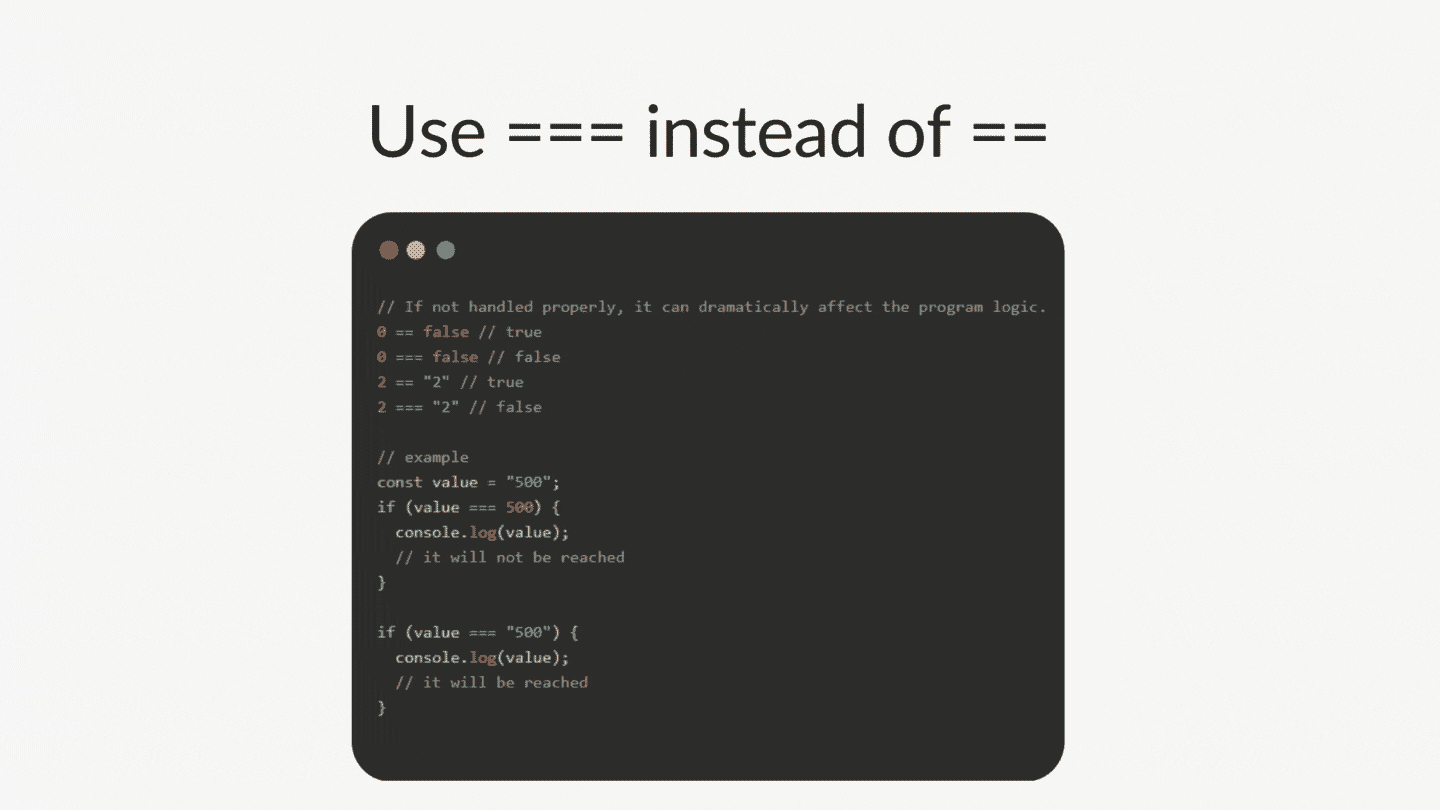 Use === instead of ==
// If not handled properly, it can dramatically affect the program logic.
0 == false // true
0 === false // false
2 == "2" // true
2 === "2" // false
// example
const value = "500";
if (value === 500) {
console.log(value);
// it will not be reached
}
if (value === "500") {
console.log(value);
// it will be reached
}